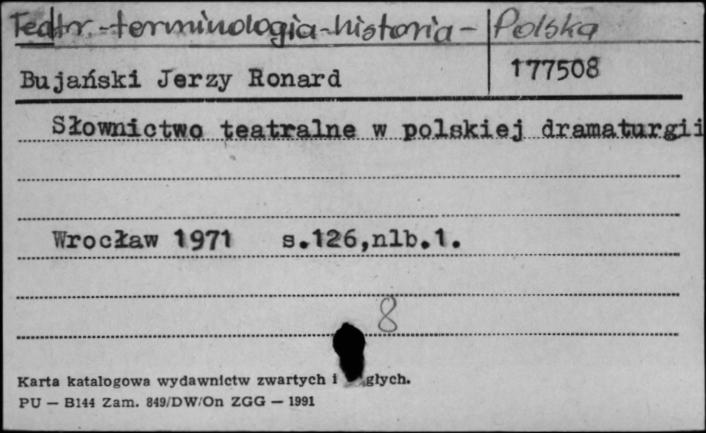 Teatr.-terminologia-historia- Polska
Bujański Jerzy Ronard 177508
Słownictwo teatralne w polskiej dramaturgii
Wrocław 1971 s.126,nlb.1.
8
Karta katalogowa wydawnictw zwartych i głych.
PU — B144 Zam. 849/DW/On ZGG — 1991